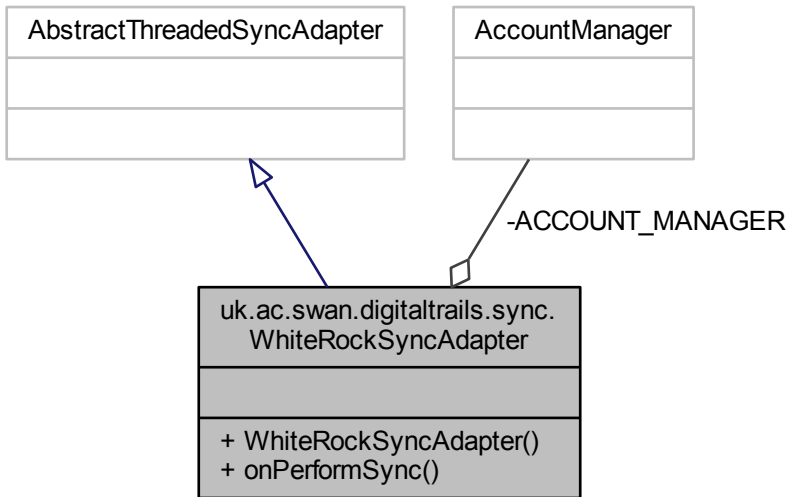 AbstractThreadedSyncAdapter
AccountManager
-ACCOUNT_MANAGER
uk.ac.swan.digitaltrails.sync.
WhiteRockSyncAdapter
+ WhiteRockSyncAdapter()
+ onPerformSync()